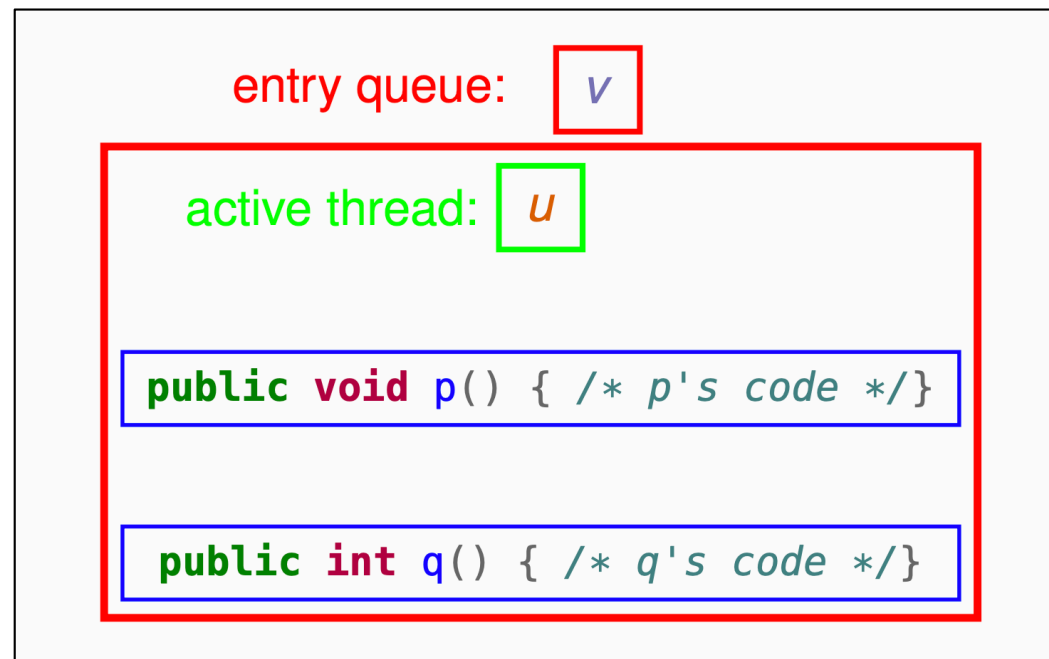 entry queue: v
active thread: u
public void p() { /* p's code */}
public int q() { /* q's code */}